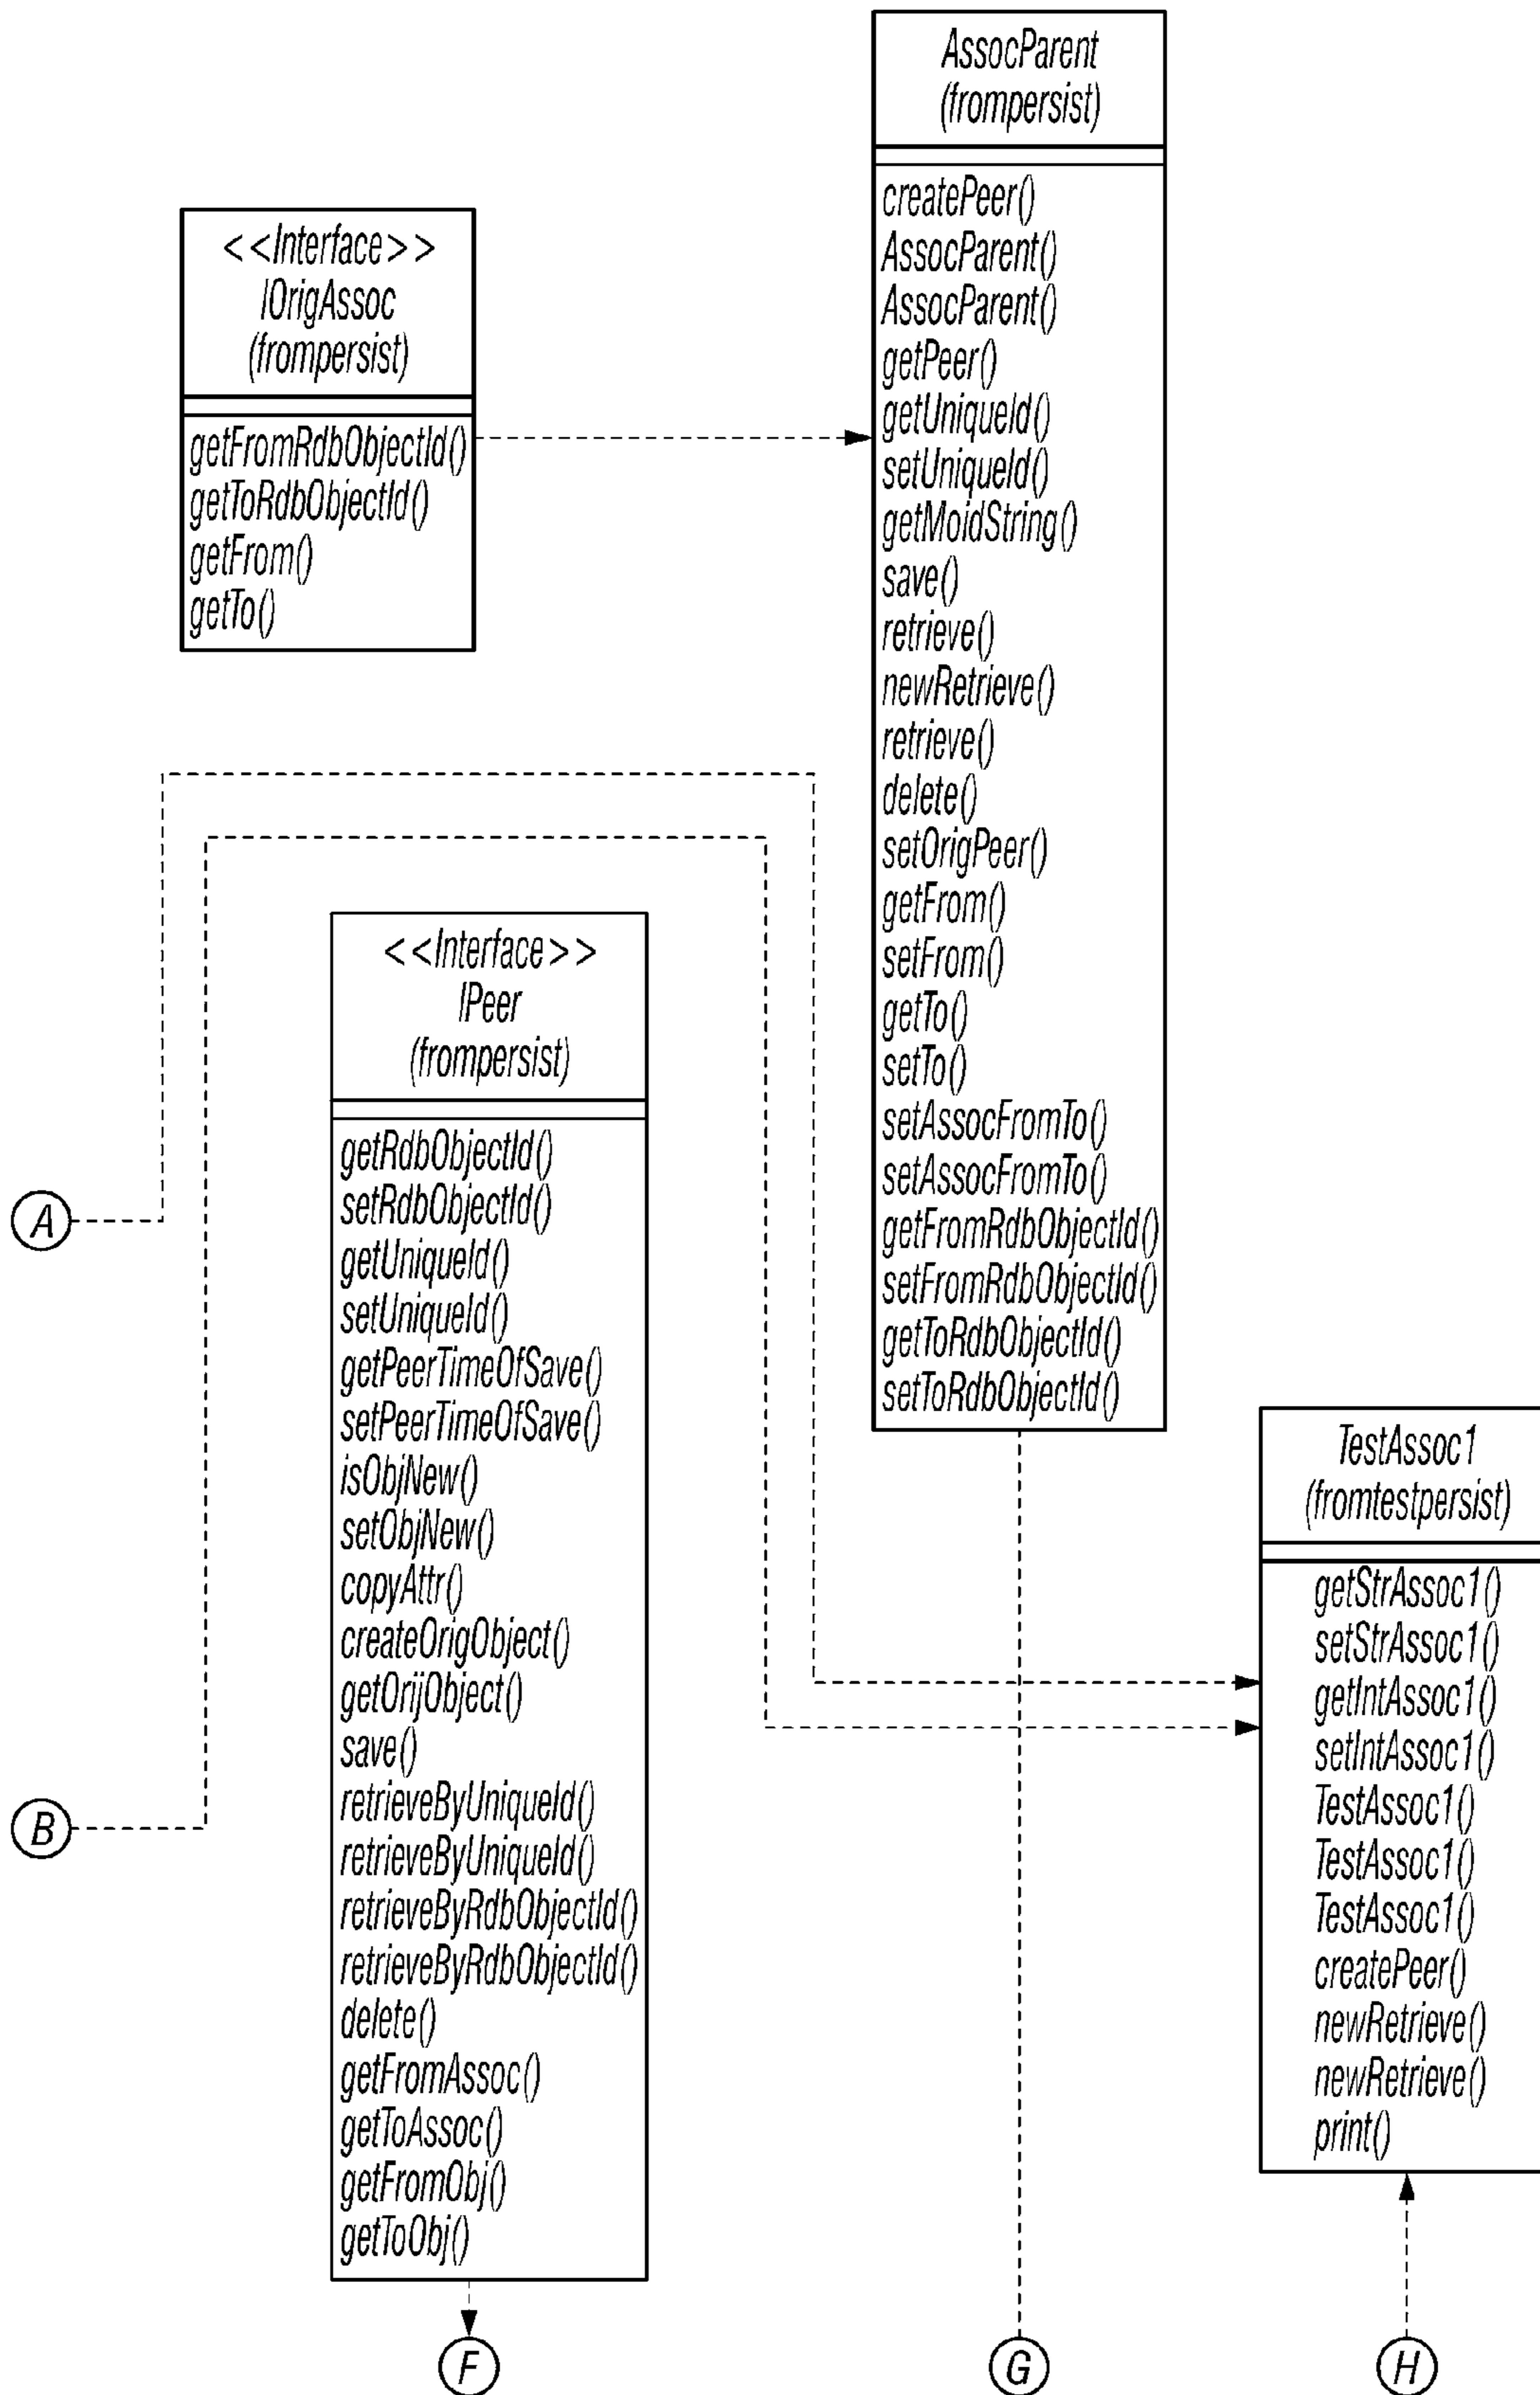 AssocParent
(frompersist)
createPeer()
AssocParent()
AssocParent()
getPeer()
getUniqueId()
setUniqueId()
getMoidString()
save()
retrieve()
newRetrieve()
retrieve()
delete()
setOrigPeer()
getFrom()
setFrom()
getTo()
setTo()
setAssocFromTo()
setAssocFromTo()
getFromRdbObjectId()
setFromRdbObjectId()
getToRdbObjectId()
setToRdbObjectId()
<<Interface>>
IOrigAssoc
(frompersist)
getFromRdbObjectId()
getToRdbObjectId()
getFrom()
getTo()
<<Interface>>
IPeer
(frompersist)
getRdbObjectId()
setRdbObjectId()
getUniqueId()
setUniqueId()
getPeerTimeOfSave()
setPeerTimeOfSave()
isObjNew()
setObjNew()
copyAttr()
createOrigObject()
getOrijObject()
save()
retrieveByUniqueId()
retrieveByUniqueId()
retrieveByRdbObjectId()
retrieveByRdbObjectId()
delete()
getFromAssoc()
getToAssoc()
getFromObj()
getToObj()
A
B
TestAssoc1
(fromtestpersist)
getStrAssoc1()
setStrAssoc1()
getIntAssoc1()
setIntAssoc1()
TestAssoc1()
TestAssoc1()
TestAssoc1()
createPeer()
newRetrieve()
newRetrieve()
print()
F
G
H